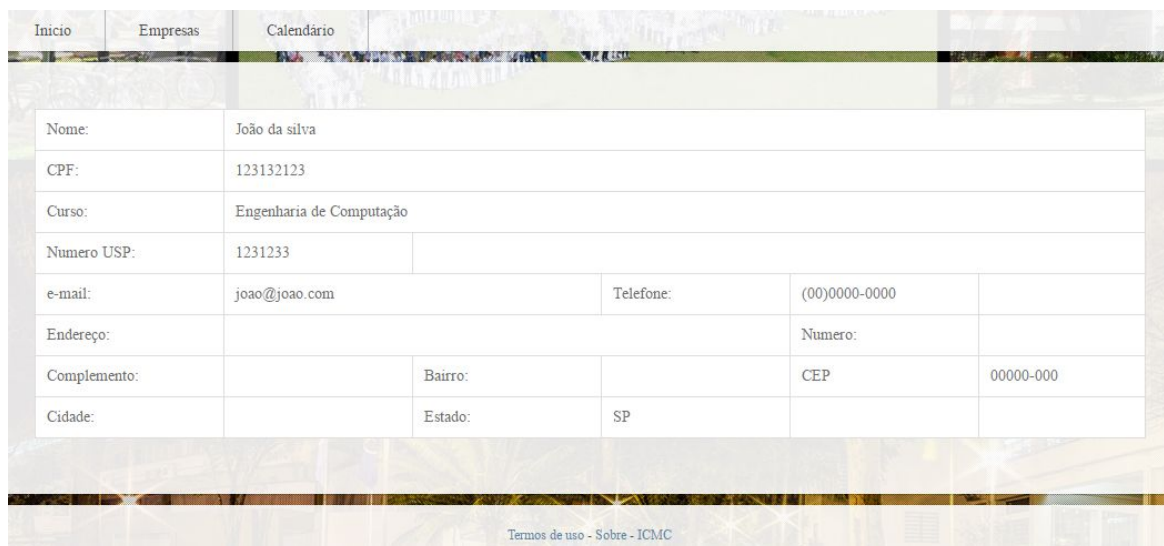 Inicio Empresas Calendário
Nome: João da silva
CPF: 123132123
Curso: Engenharia de Computação
Numero USP: 1231233
e-mail: joao@joao.com Telefone: (00)0000-0000
Endereço: Numero:
Complemento: Bairro: CEP 00000-000
Cidade: Estado: SP
Termos de uso - Sobre - ICMC